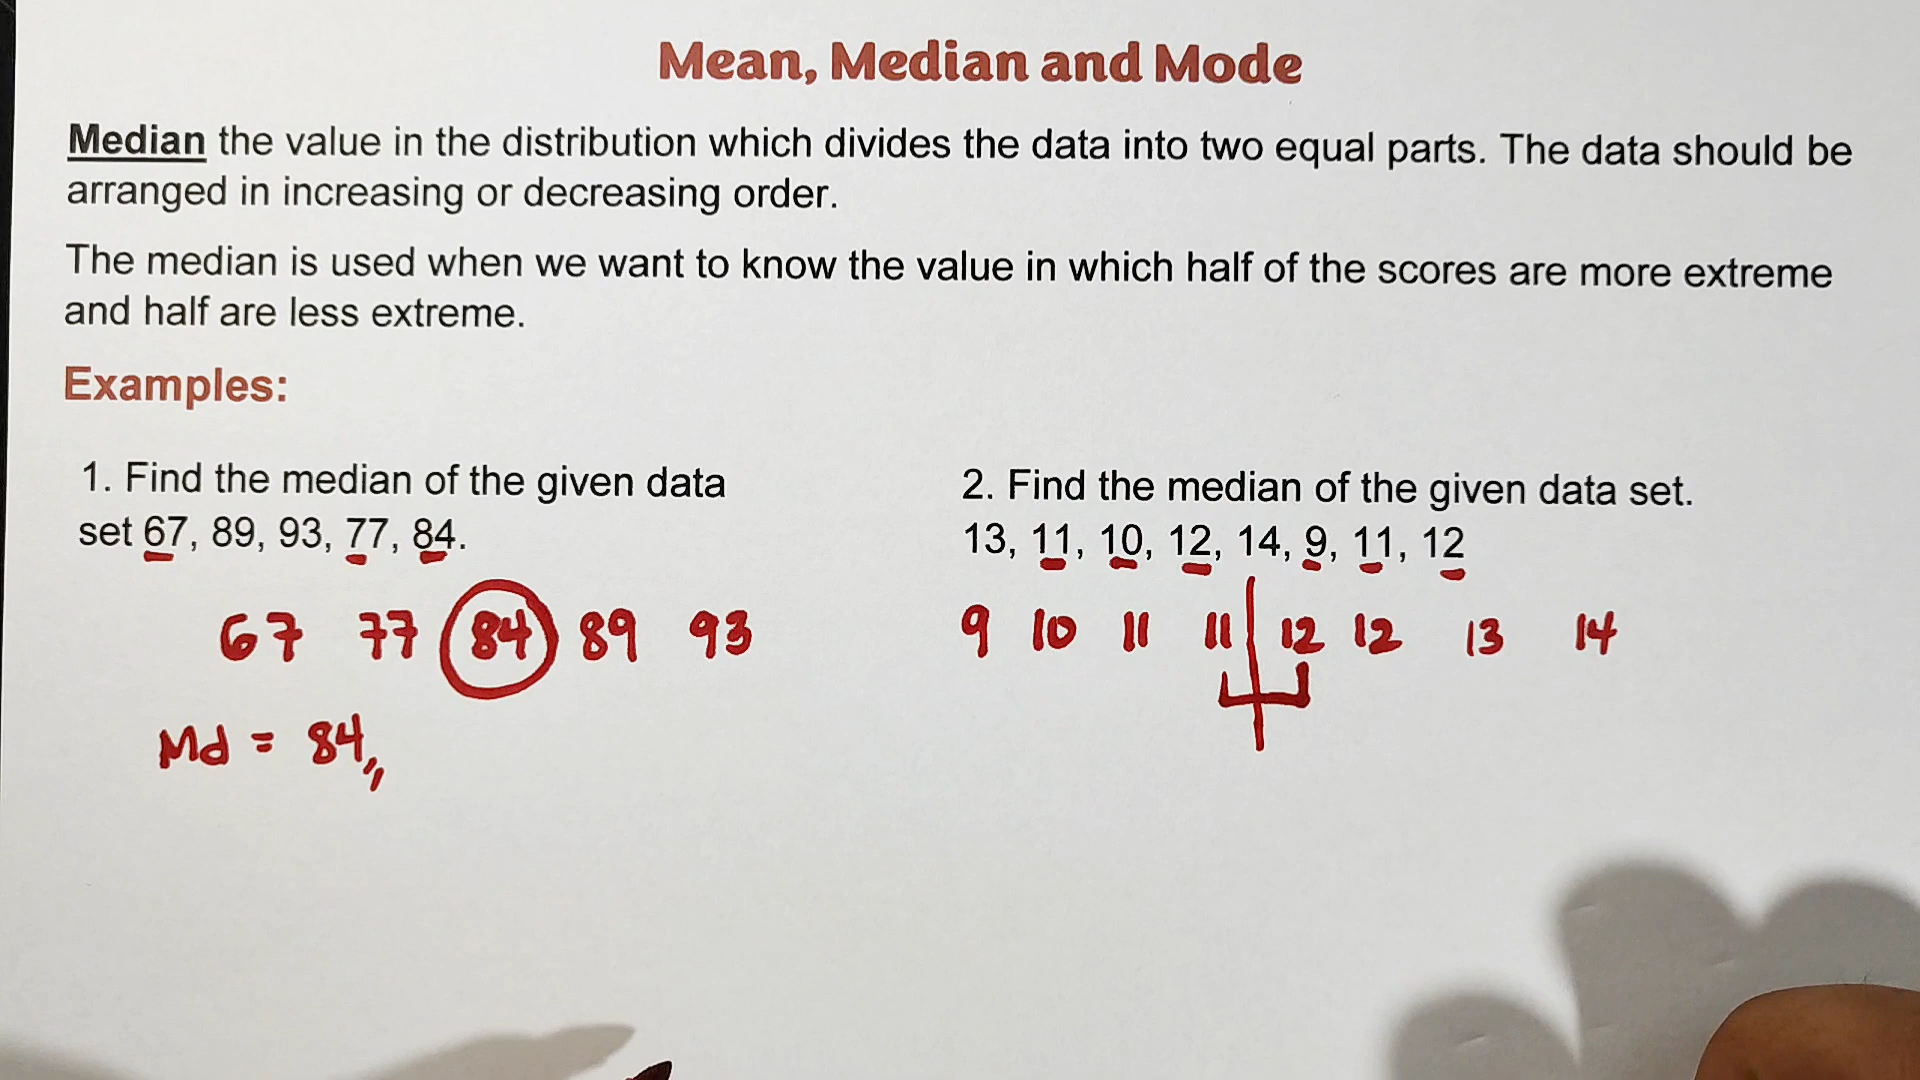 Mean, Median and Mode
Median the value in the distribution which divides the data into two equal parts. The data should be
arranged in increasing or decreasing order.
The median is used when we want to know the value in which half of the scores are more extreme
and half are less extreme.
Examples:
1. Find the median of the given data
set 67, 89, 93, 77, 84.
67 77 84 89 93
Md = 84,,
2. Find the median of the given data set.
13, 11, 10, 12, 14, 9, 11, 12
9 10 11 11 12 12 13 14